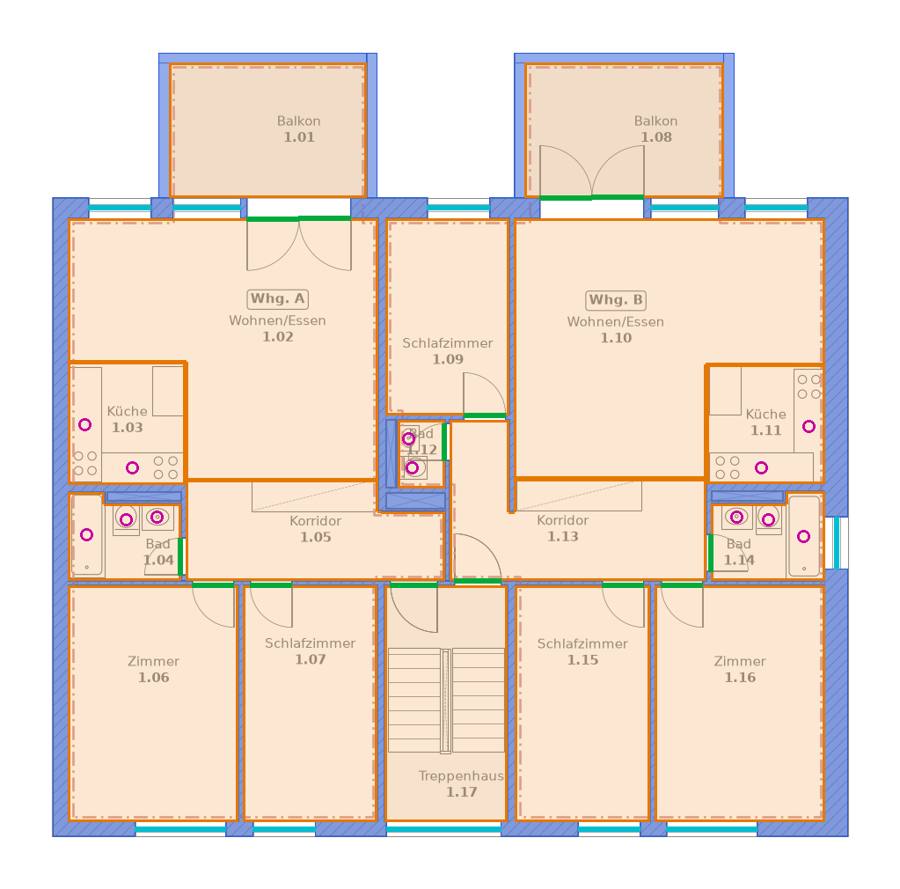 Balkon
1.01
Balkon
1.08
Whg. A
Wohnen/Essen
1.02
Whg. B
Wohnen/Essen
1.10
Schlafzimmer
1.09
Küche
1.03
Küche
1.11
Bad
1.12
Korridor
1.05
Korridor
1.13
Bad
1.04
Bad
1.14
Zimmer
1.06
Schlafzimmer
1.07
Schlafzimmer
1.15
Zimmer
1.16
Treppenhaus
1.17